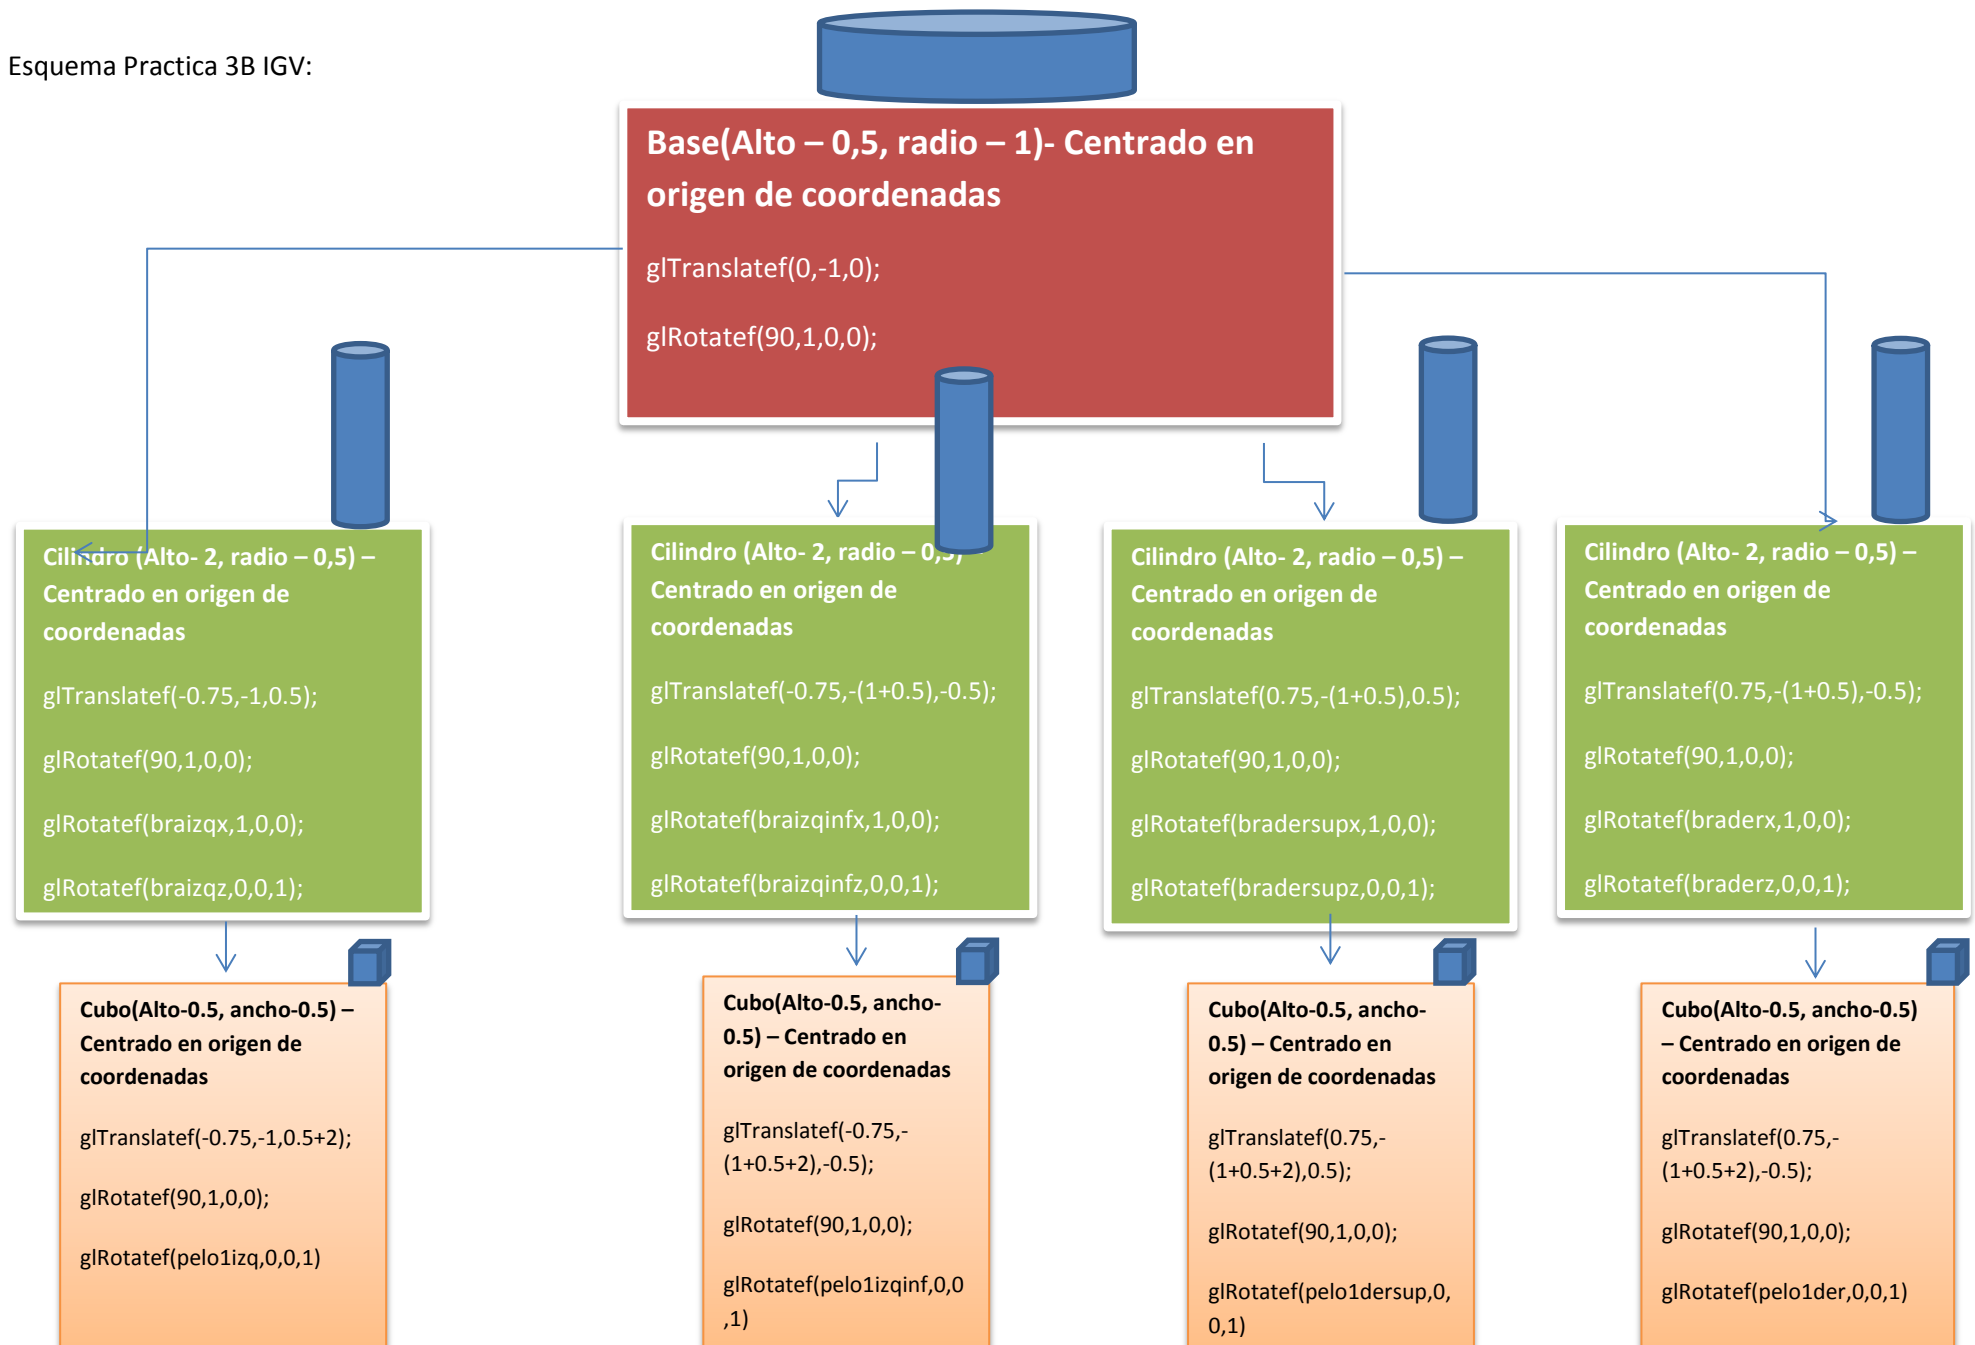 Esquema Practica 3B IGV:
Base(Alto – 0,5, radio – 1)- Centrado en
origen de coordenadas
glTranslatef(0,-1,0);
glRotatef(90,1,0,0);
Cilindro (Alto- 2, radio – 0,5) –
Centrado en origen de
coordenadas
glTranslatef(-0.75,-1,0.5);
glRotatef(90,1,0,0);
glRotatef(braizqx,1,0,0);
glRotatef(braizqz,0,0,1);
Cilindro (Alto- 2, radio – 0,5) –
Centrado en origen de
coordenadas
glTranslatef(-0.75,-(1+0.5),-0.5);
glRotatef(90,1,0,0);
glRotatef(braizqinfx,1,0,0);
glRotatef(braizqinfz,0,0,1);
Cilindro (Alto- 2, radio – 0,5) –
Centrado en origen de
coordenadas
glTranslatef(0.75,-(1+0.5),0.5);
glRotatef(90,1,0,0);
glRotatef(bradersupx,1,0,0);
glRotatef(bradersupz,0,0,1);
Cilindro (Alto- 2, radio – 0,5) –
Centrado en origen de
coordenadas
glTranslatef(0.75,-(1+0.5),-0.5);
glRotatef(90,1,0,0);
glRotatef(braderx,1,0,0);
glRotatef(braderz,0,0,1);
Cubo(Alto-0.5, ancho-0.5) –
Centrado en origen de
coordenadas
glTranslatef(-0.75,-1,0.5+2);
glRotatef(90,1,0,0);
glRotatef(pelo1izq,0,0,1)
Cubo(Alto-0.5, ancho-
0.5) – Centrado en
origen de coordenadas
glTranslatef(-0.75,-
(1+0.5+2),-0.5);
glRotatef(90,1,0,0);
glRotatef(pelo1izqinf,0,0
,1)
Cubo(Alto-0.5, ancho-
0.5) – Centrado en
origen de coordenadas
glTranslatef(0.75,-
(1+0.5+2),0.5);
glRotatef(90,1,0,0);
glRotatef(pelo1dersup,0,
0,1)
Cubo(Alto-0.5, ancho-0.5)
– Centrado en origen de
coordenadas
glTranslatef(0.75,-
(1+0.5+2),-0.5);
glRotatef(90,1,0,0);
glRotatef(pelo1der,0,0,1)